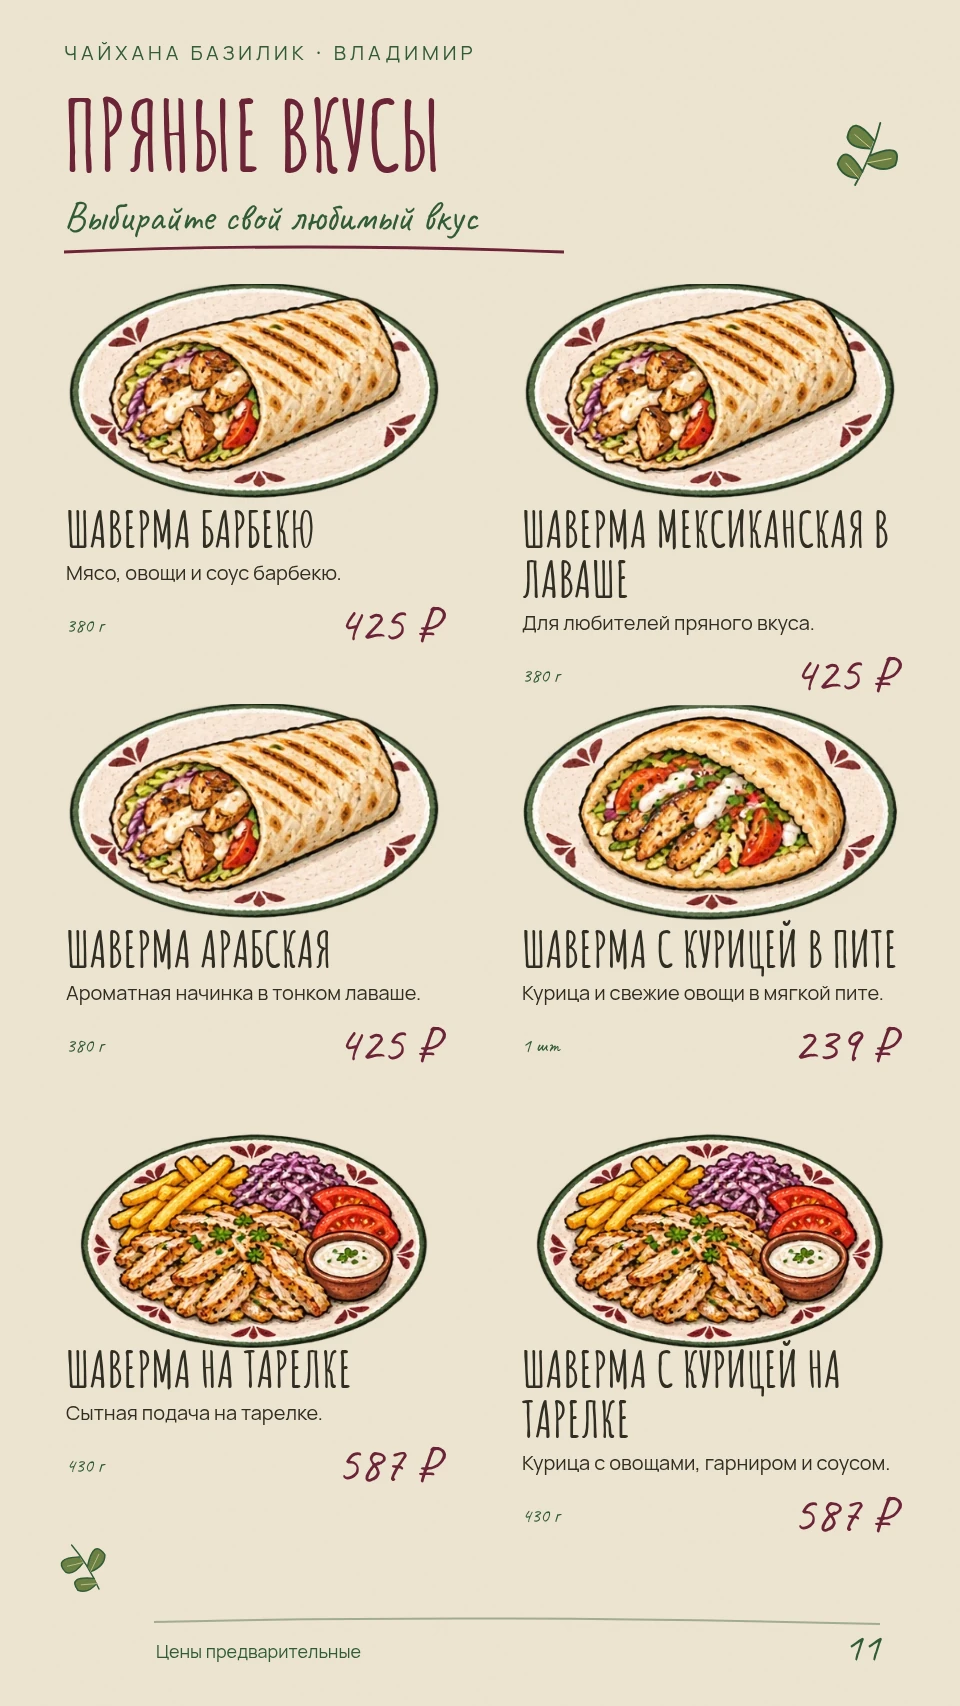 ЧАЙХАНА БАЗИЛИК · ВЛАДИМИР
ПРЯНЫЕ ВКУСЫ
Выбирайте свой любимый вкус
ШАВЕРМА БАРБЕКЮ
Мясо, овощи и соус барбекю.
380 г
425 ₽
ШАВЕРМА МЕКСИКАНСКАЯ В
ЛАВАШЕ
Для любителей пряного вкуса.
380 г
425 ₽
ШАВЕРМА АРАБСКАЯ
Ароматная начинка в тонком лаваше.
380 г
425 ₽
ШАВЕРМА С КУРИЦЕЙ В ПИТЕ
Курица и свежие овощи в мягкой пите.
1 шт
239 ₽
ШАВЕРМА НА ТАРЕЛКЕ
Сытная подача на тарелке.
430 г
587 ₽
ШАВЕРМА С КУРИЦЕЙ НА
ТАРЕЛКЕ
Курица с овощами, гарниром и соусом.
430 г
587 ₽
Цены предварительные
11